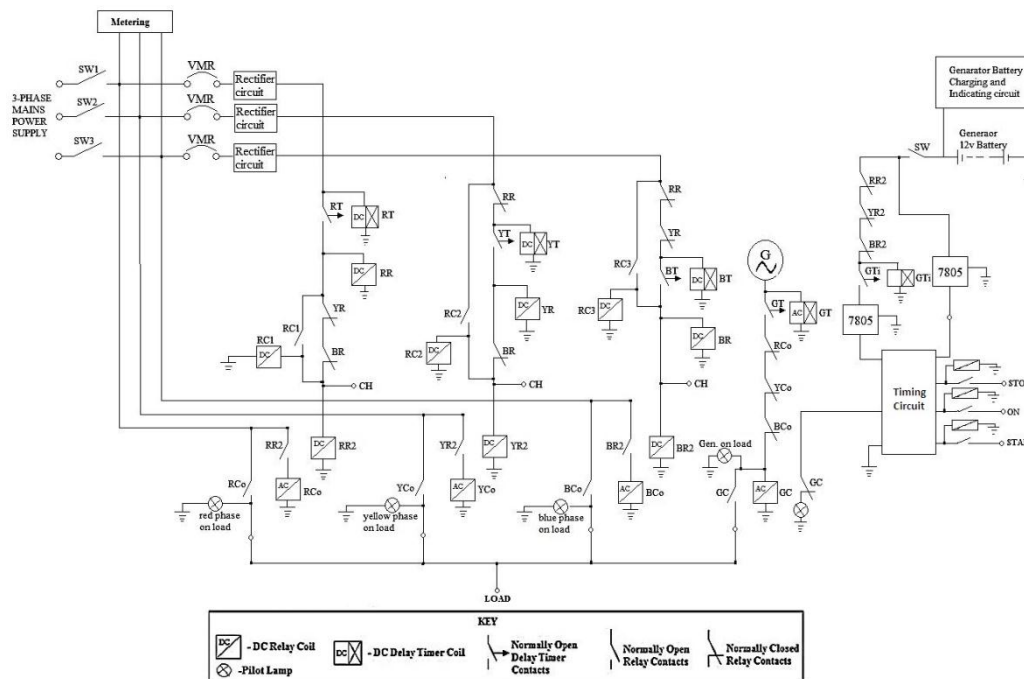 Metering
SW1
VMR
Rectifier
circuit
3-PHASE
MAINS
POWER
SUPPLY
SW2
VMR
Rectifier
circuit
SW3
VMR
Rectifier
circuit
Genarator Battery
Charging and
Indicating circuit
SW
Generaor
12v Battery
RT
DC
RT
DC
RR
YR
RC1
RC1
DC
BR
CH
DC
RR2
RR
YT
DC
YT
RC2
DC
YR
RC2
DC
BR
CH
DC
YR2
RR
YR
RC3
BT
DC
BT
RC3
DC
DC
BR
CH
DC
BR2
G
GT
AC
GT
RCo
YCo
BCo
Gen. on load
GC
AC
GC
GC
RR2
YR2
BR2
GTi
GTi
7805
7805
Timing
Circuit
STO
ON
STA
RCo
RR2
AC
RCo
red phase
on load
YCo
YR2
AC
YCo
yellow phase
on load
BCo
BR2
AC
BCo
blue phase
on load
LOAD
KEY
DC
- DC Relay Coil
-Pilot Lamp
DC
- DC Delay Timer Coil
Normally Open
Delay Timer
Contacts
Normally Open
Relay Contacts
Normally Closed
Relay Contacts